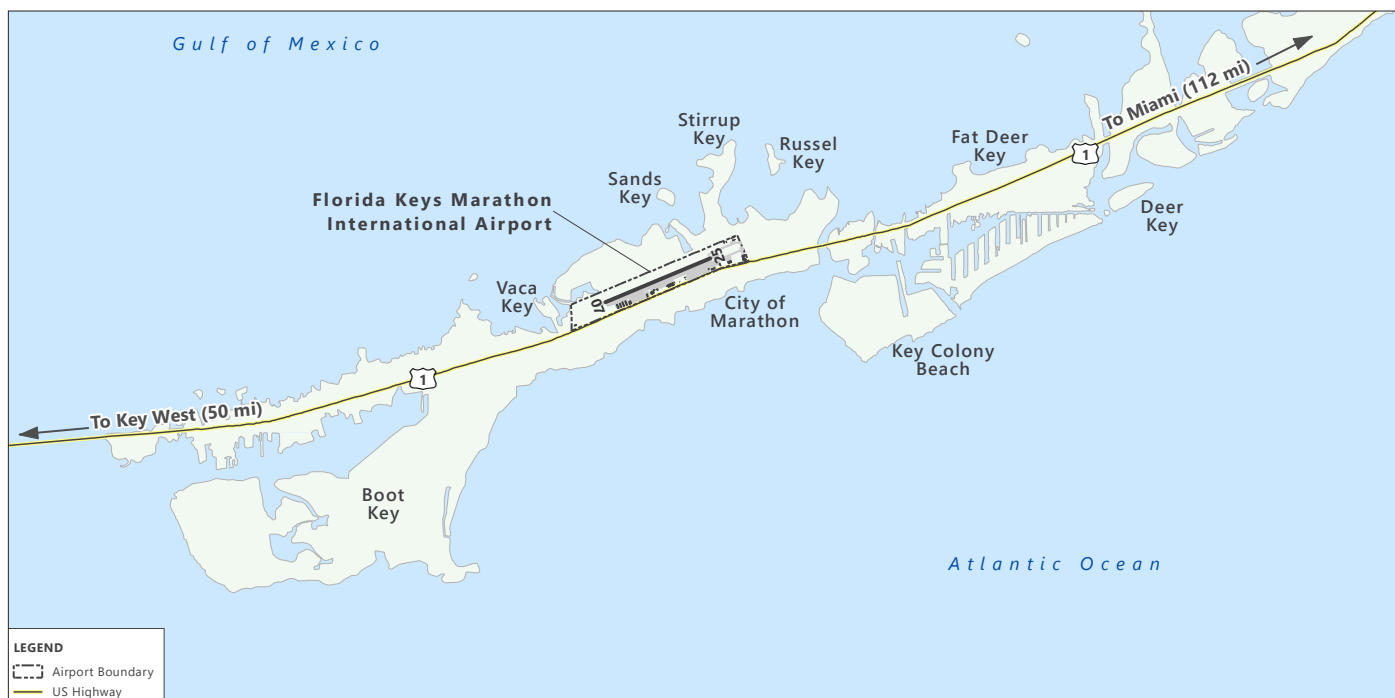 Gulf of Mexico
To Miami (112 mi)
Stirrup
Key
Russel
Key
Fat Deer
Key
1
Sands
Key
Florida Keys Marathon
International Airport
Deer
Key
25
Vaca
Key
07
City of
Marathon
Key Colony
Beach
1
To Key West (50 mi)
Boot
Key
Atlantic Ocean
LEGEND
Airport Boundary
US Highway